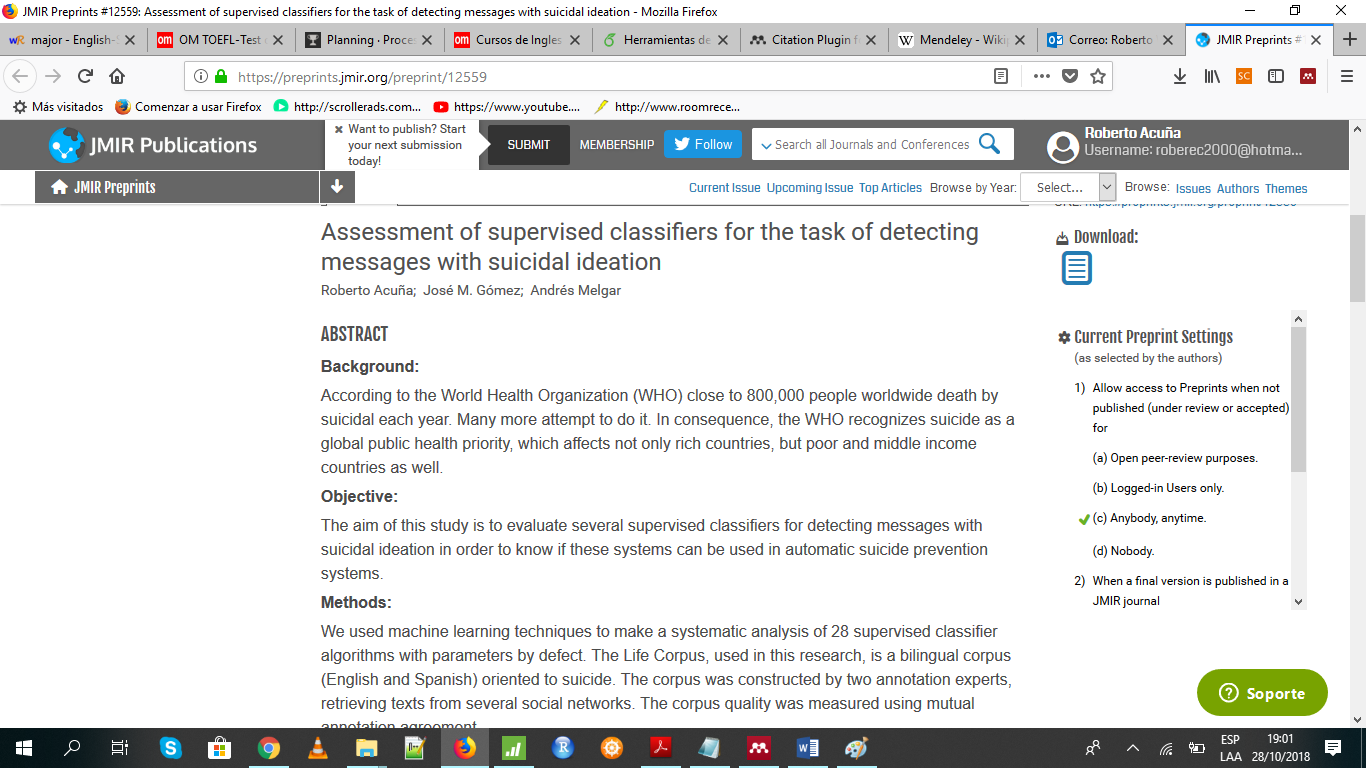 JMIR Preprints #12559: Assessment of supervised classifiers for the task of detecting messages with suicidal ideation - Mozilla Firefox
major - English-
OM TOEFL-Test
Planning · Proce
Cursos de Ingles
Herramientas de
Citation Plugin f
Mendeley - Wiki
Correo: Roberto
JMIR Preprints #
https://preprints.jmir.org/preprint/12559
Más visitados
Comenzar a usar Firefox
http://scrollerads.com...
https://www.youtube....
http://www.roomrece...
JMIR Publications
Want to publish? Start
your next submission
today!
SUBMIT
MEMBERSHIP
Follow
Search all Journals and Conferences
Roberto Acuña
Username: roberec2000@hotma...
JMIR Preprints
Current Issue Upcoming Issue Top Articles Browse by Year: Select... Browse: Issues Authors Themes
Assessment of supervised classifiers for the task of detecting
messages with suicidal ideation
Roberto Acuña; José M. Gómez; Andrés Melgar
ABSTRACT
Background:
According to the World Health Organization (WHO) close to 800,000 people worldwide death by
suicidal each year. Many more attempt to do it. In consequence, the WHO recognizes suicide as a
global public health priority, which affects not only rich countries, but poor and middle income
countries as well.
Objective:
The aim of this study is to evaluate several supervised classifiers for detecting messages with
suicidal ideation in order to know if these systems can be used in automatic suicide prevention
systems.
Methods:
We used machine learning techniques to make a systematic analysis of 28 supervised classifier
algorithms with parameters by defect. The Life Corpus, used in this research, is a bilingual corpus
(English and Spanish) oriented to suicide. The corpus was constructed by two annotation experts,
retrieving texts from several social networks. The corpus quality was measured using mutual
annotation agreement.
Download:
Current Preprint Settings
(as selected by the authors)
1) Allow access to Preprints when not
published (under review or accepted)
for
(a) Open peer-review purposes.
(b) Logged-in Users only.
(c) Anybody, anytime.
(d) Nobody.
2) When a final version is published in a
JMIR journal
Soporte
ESP
LAA
19:01
28/10/2018